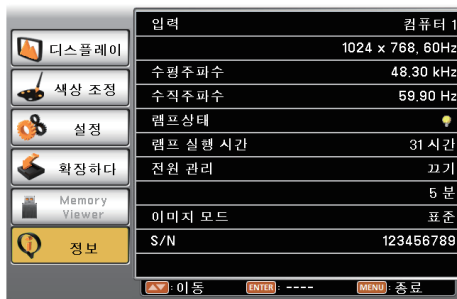 디스플레이
색상 조정
설정
확장하다
Memory
Viewer
정보
입력 컴퓨터 1
1024 x 768, 60Hz
수평주파수 48.30 kHz
수직주파수 59.90 Hz
램프상태
램프 실행 시간 31 시간
전원 관리 끄기
5 분
이미지 모드 표준
S/N 123456789
:이동 ENTER: ---- MENU: 종료